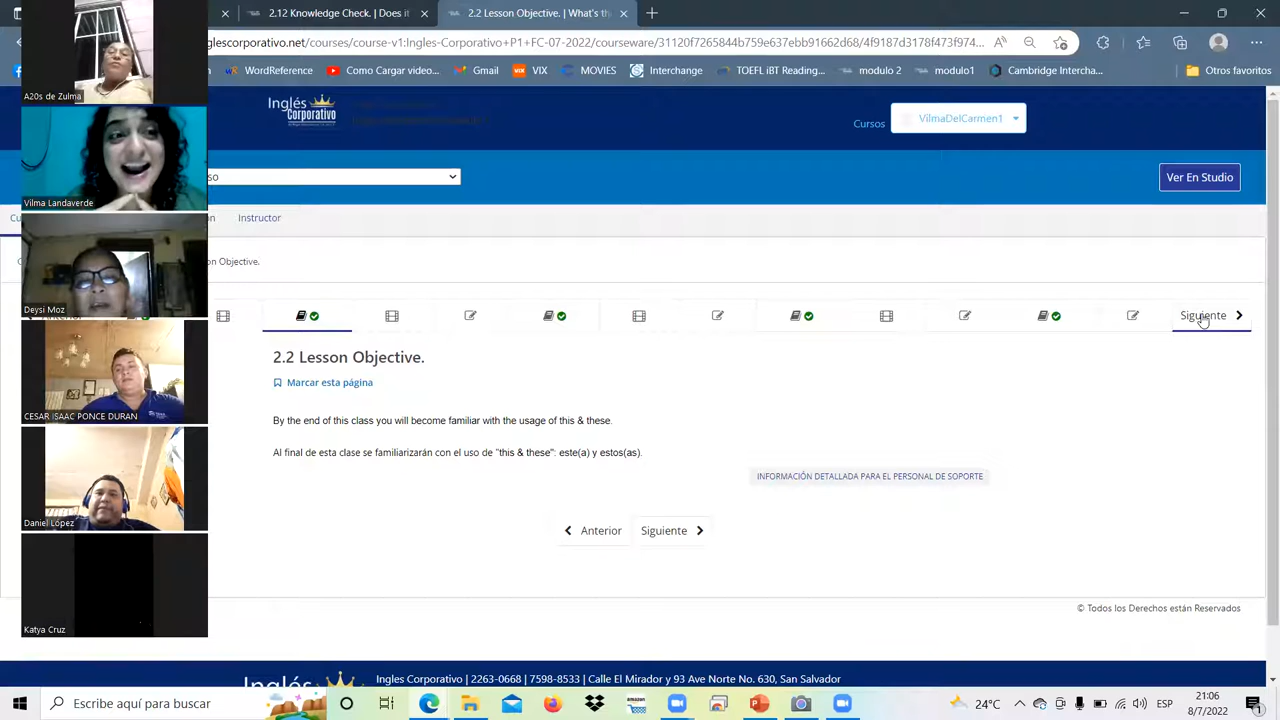 2.12 Knowledge Check. | Does it
2.2 Lesson Objective. | What's th
glescorporativo.net/courses/course-v1:Ingles-Corporativo+P1+FC-07-2022/courseware/31120f7265844b759e637ebb91662d68/4f9187d3178f473f974...
WordReference
Como Cargar video...
Gmail
VIX
MOVIES
Interchange
TOEFL iBT Reading...
modulo 2
modulo1
Cambridge Intercha...
Otros favoritos
A20s de Zulma
Inglés
Corporativo
Cursos
VilmaDelCarmen1
so
Ver En Studio
Vilma Landaverde
Cu
n
Instructor
on Objective.
Deysi Moz
Siguiente
2.2 Lesson Objective.
Marcar esta página
CESAR ISAAC PONCE DURAN
By the end of this class you will become familiar with the usage of this & these.
Al final de esta clase se familiarizarán con el uso de "this & these": este(a) y estos(as).
INFORMACIÓN DETALLADA PARA EL PERSONAL DE SOPORTE
Daniel López
Anterior
Siguiente
Katya Cruz
© Todos los Derechos están Reservados
Ingles Corporativo | 2263-0668 | 7598-8533 | Calle El Mirador y 93 Ave Norte No. 630, San Salvador
Escribe aquí para buscar
24°C
ESP
21:06
8/7/2022
1